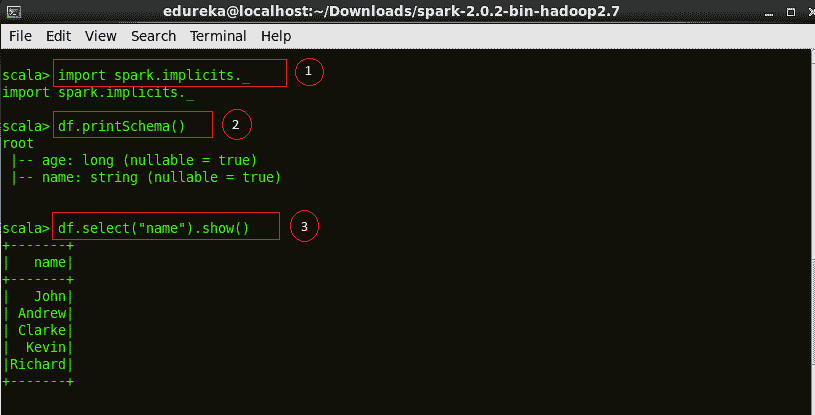 edureka@localhost:~/Downloads/spark-2.0.2-bin-hadoop2.7
File Edit View Search Terminal Help
scala> import spark.implicits._ 1
import spark.implicits._
scala> df.printSchema() 2
root
 |-- age: long (nullable = true)
 |-- name: string (nullable = true)
scala> df.select("name").show() 3
+-------+
|   name|
+-------+
|   John|
| Andrew|
| Clarke|
|  Kevin|
|Richard|
+-------+